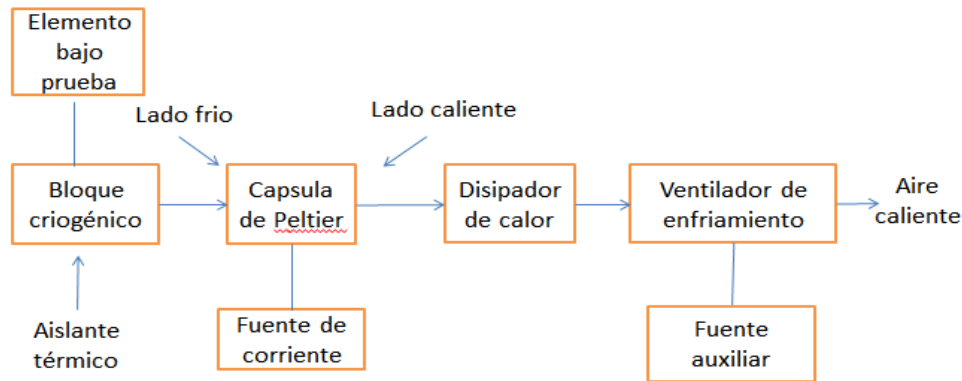 Elemento
bajo
prueba
Lado frio
Lado caliente
Bloque
criogénico
Capsula
de Peltier
Disipador
de calor
Ventilador de
enfriamiento
Aire
caliente
Aislante
térmico
Fuente de
corriente
Fuente
auxiliar